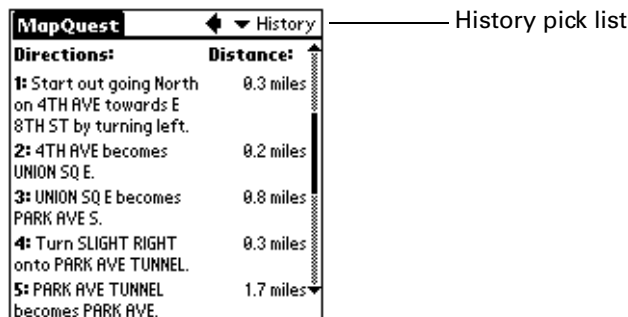 MapQuest History History pick list
Directions: Distance:
1: Start out going North 0.3 miles
on 4TH AVE towards E
8TH ST by turning left.
2: 4TH AVE becomes 0.2 miles
UNION SQ E.
3: UNION SQ E becomes 0.8 miles
PARK AVE S.
4: Turn SLIGHT RIGHT 0.3 miles
onto PARK AVE TUNNEL.
5: PARK AVE TUNNEL 1.7 miles
becomes PARK AVE.